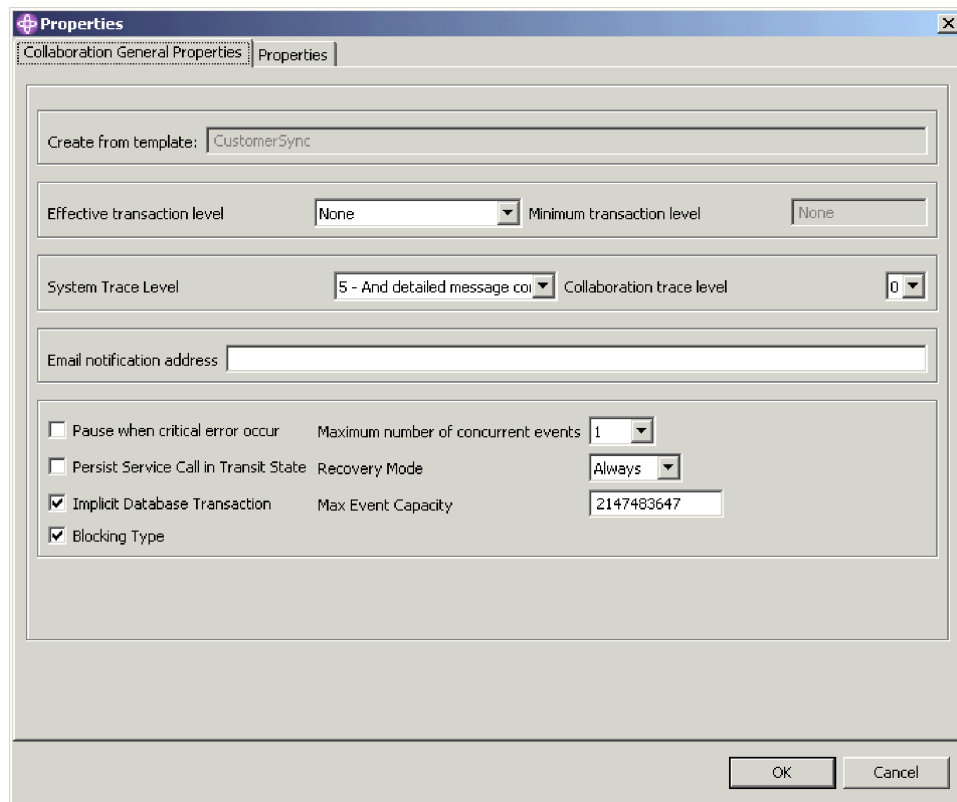 Properties
Collaboration General Properties Properties
Create from template: CustomerSync
Effective transaction level None Minimum transaction level None
System Trace Level 5 - And detailed message co Collaboration trace level 0
Email notification address
Pause when critical error occur Maximum number of concurrent events 1
Persist Service Call in Transit State Recovery Mode Always
Implicit Database Transaction Max Event Capacity 2147483647
Blocking Type
OK Cancel